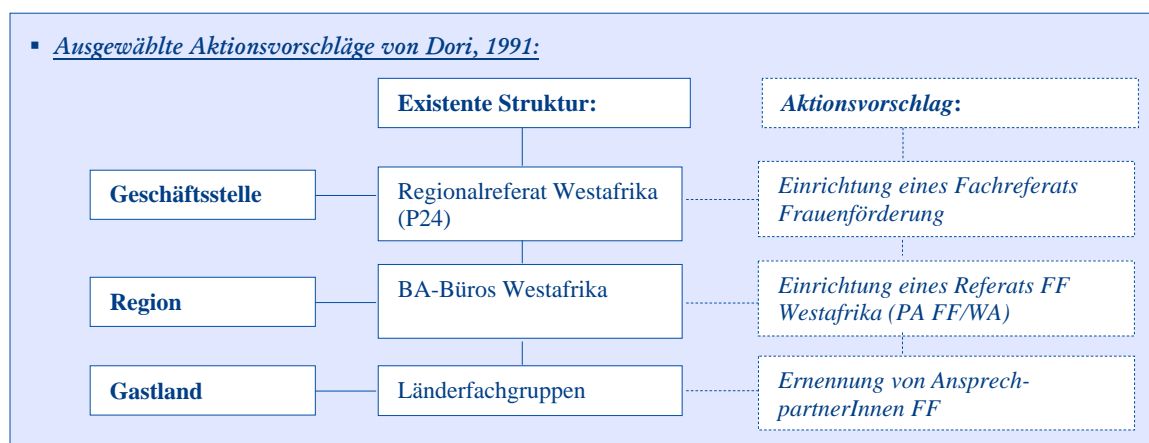 ▪ Ausgewählte Aktionsvorschläge von Dori, 1991:
Existente Struktur:
Aktionsvorschlag:
Geschäftsstelle
Regionalreferat Westafrika
(P24)
Einrichtung eines Fachreferats
Frauenförderung
Region
BA-Büros Westafrika
Einrichtung eines Referats FF
Westafrika (PA FF/WA)
Gastland
Länderfachgruppen
Ernennung von Ansprech-
partnerInnen FF